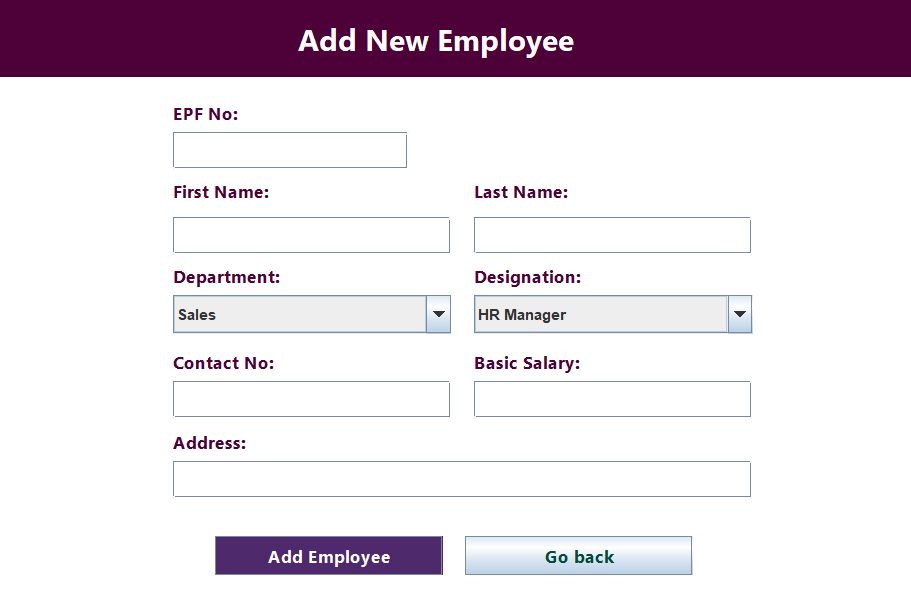 Add New Employee
EPF No:
First Name:
Last Name:
Department:
Designation:
Sales
HR Manager
Contact No:
Basic Salary:
Address:
Add Employee
Go back